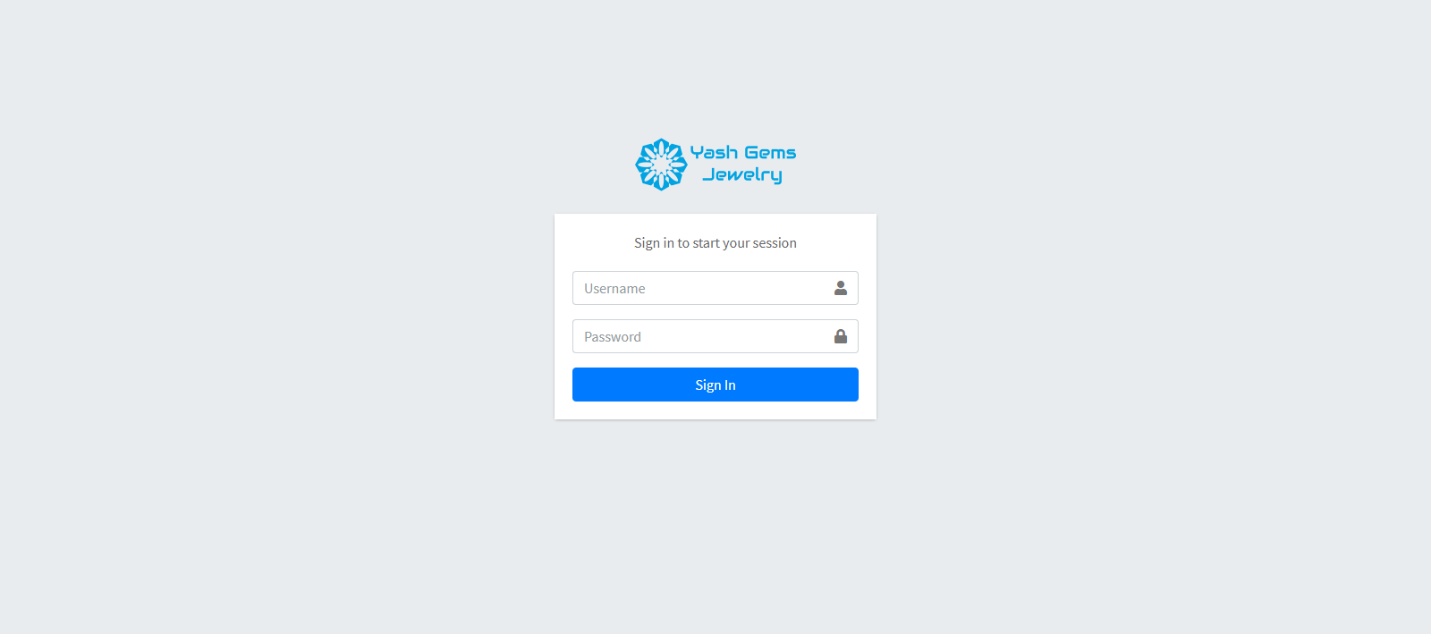 Yash Gems
Jewelry
Sign in to start your session
Username
Password
Sign In